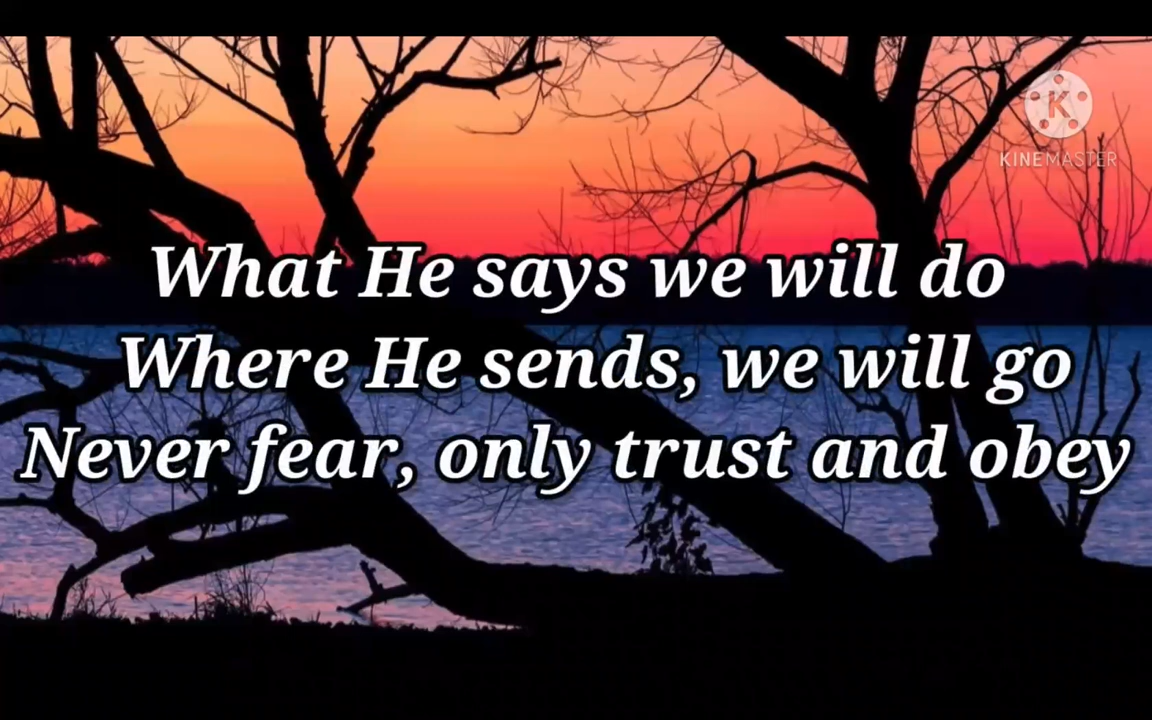 K
KINEMASTER
What He says we will do
Where He sends, we will go
Never fear, only trust and obey